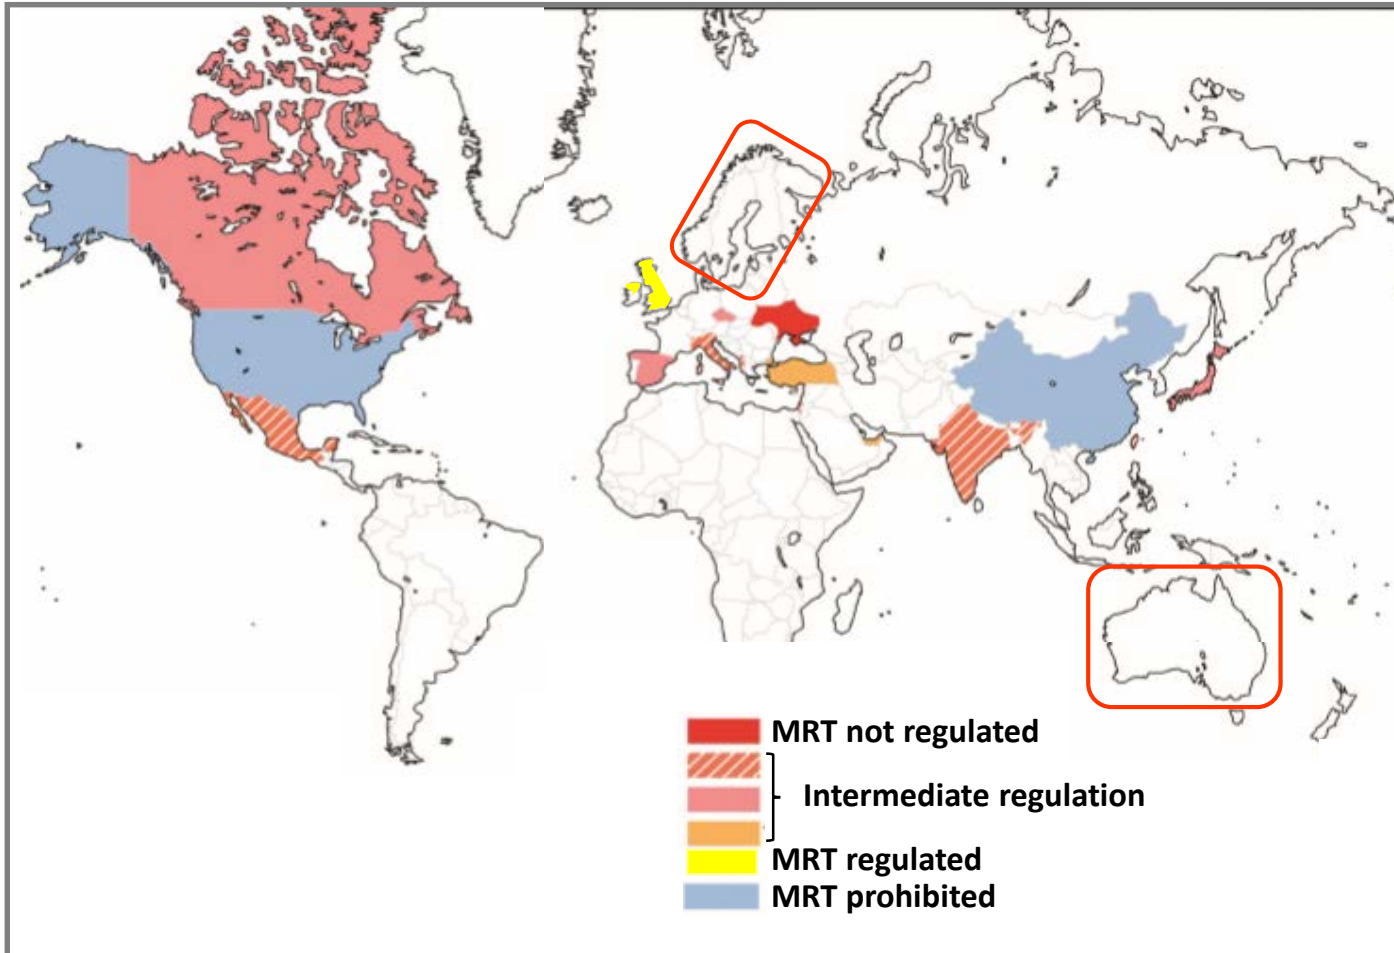 MRT not regulated
Intermediate regulation
MRT regulated
MRT prohibited